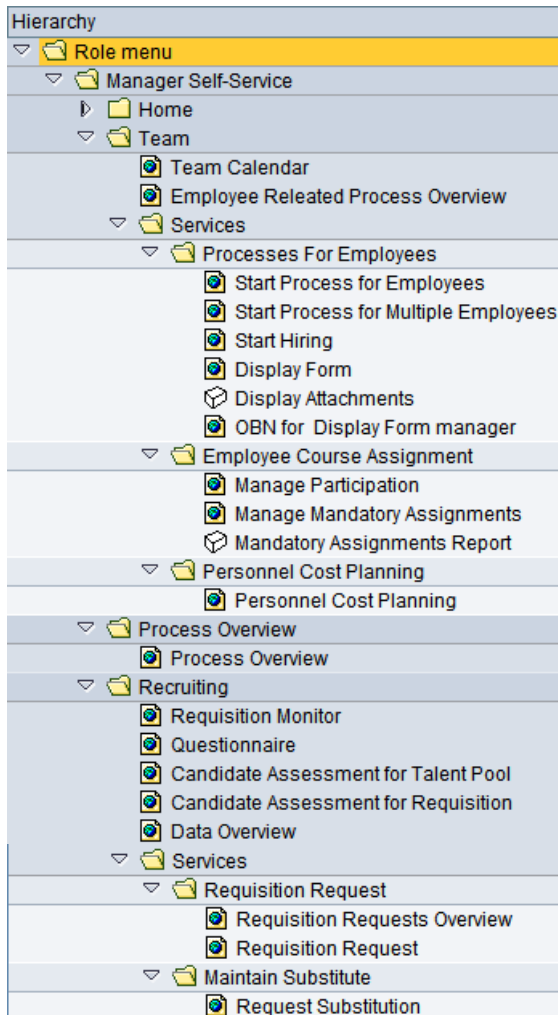 Hierarchy
Role menu
Manager Self-Service
Home
Team
Team Calendar
Employee Releated Process Overview
Services
Processes For Employees
Start Process for Employees
Start Process for Multiple Employees
Start Hiring
Display Form
Display Attachments
OBN for Display Form manager
Employee Course Assignment
Manage Participation
Manage Mandatory Assignments
Mandatory Assignments Report
Personnel Cost Planning
Personnel Cost Planning
Process Overview
Process Overview
Recruiting
Requisition Monitor
Questionnaire
Candidate Assessment for Talent Pool
Candidate Assessment for Requisition
Data Overview
Services
Requisition Request
Requisition Requests Overview
Requisition Request
Maintain Substitute
Request Substitution